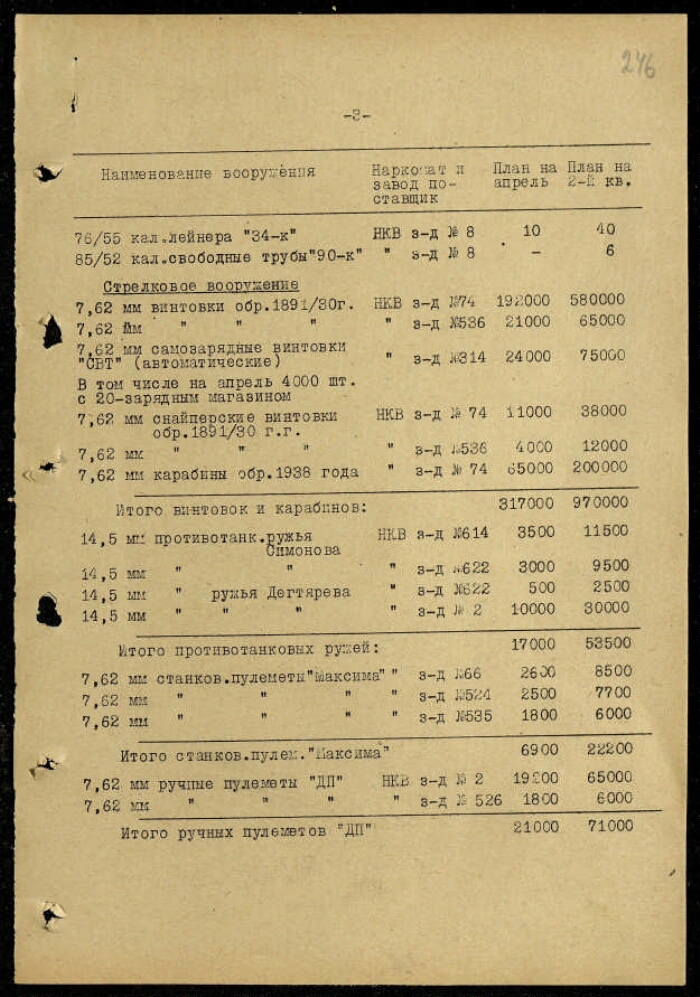 246
-3-
Наименование вооружения Наркомат и План на План на
завод по- апрель 2-й кв.
ставщик
76/55 кал.лейнера "34-к" НКВ з-д № 8 10 40
85/52 кал.свободные трубы"90-к" " з-д № 8 - 6
Стрелковое вооружение
7,62 мм винтовки обр.1891/30г. НКВ з-д №74 192000 580000
7,62 мм " " " " з-д №536 21000 65000
7,62 мм самозарядные винтовки
"СВТ" (автоматические) " з-д №314 24000 75000
В том числе на апрель 4000 шт.
с 20-зарядным магазином
7,62 мм снайперские винтовки НКВ з-д № 74 11000 38000
обр.1891/30 г.г.
7,62 мм " " " " з-д №536 4000 12000
7,62 мм карабины обр.1938 года " з-д № 74 65000 200000
Итого винтовок и карабинов: 317000 970000
14,5 мм противотанк.ружья НКВ з-д №614 3500 11500
Симонова
14,5 мм " " " з-д №622 3000 9500
14,5 мм " ружья Дегтярева " з-д №622 500 2500
14,5 мм " " " " з-д № 2 10000 30000
Итого противотанковых ружей: 17000 53500
7,62 мм станков.пулеметы"Максима" " з-д №66 2600 8500
7,62 мм " " " " " з-д №524 2500 7700
7,62 мм " " " " " з-д №535 1800 6000
Итого станков.пулем."Максима" 6900 22200
7,62 мм ручные пулеметы "ДП" НКВ з-д № 2 19200 65000
7,62 мм " " " " з-д № 526 1800 6000
Итого ручных пулеметов "ДП" 21000 71000